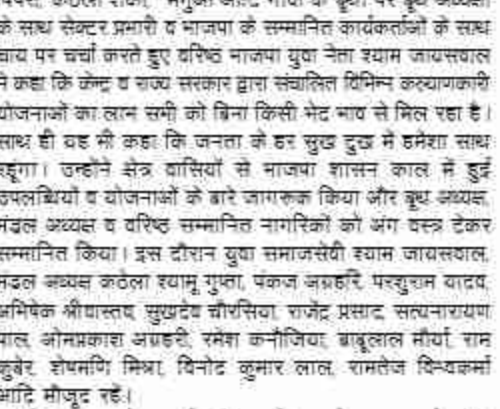 के साथ सेक्टर प्रभारी व भाजपा के सम्मानित कार्यकर्ताओं के साथ
चाय पर चर्चा करते हुए वरिष्ठ भाजपा युवा नेता श्याम जायसवाल
ने कहा कि केन्द्र व राज्य सरकार द्वारा संचालित विभिन्न कल्याणकारी
योजनाओं का लाभ सभी को बिना किसी भेद भाव से मिल रहा है।
साथ ही यह भी कहा कि जनता के हर सुख दुख में हमेशा साथ
रहूंगा। उन्होंने क्षेत्र वासियों से भाजपा शासन काल में हुई
उपलब्धियों व योजनाओं के बारे जागरूक किया और बूथ अध्यक्ष,
मंडल अध्यक्ष व वरिष्ठ सम्मानित नागरिकों को अंग वस्त्र देकर
सम्मानित किया। इस दौरान युवा समाजसेवी श्याम जायसवाल,
मंडल अध्यक्ष कठेला श्यामू गुप्ता, पंकज अग्रहरि, परशुराम यादव,
अभिषेक श्रीवास्तव, सुखदेव चौरसिया, राजेंद्र प्रसाद, सत्यनारायण
पाल, ओमप्रकाश अग्रहरी, रमेश कनौजिया, बाबूलाल मौर्या, राम
कुबेर, शेषमणि मिश्रा, विनोद कुमार लाल, रामतेज विश्वकर्मा
आदि मौजूद रहें।